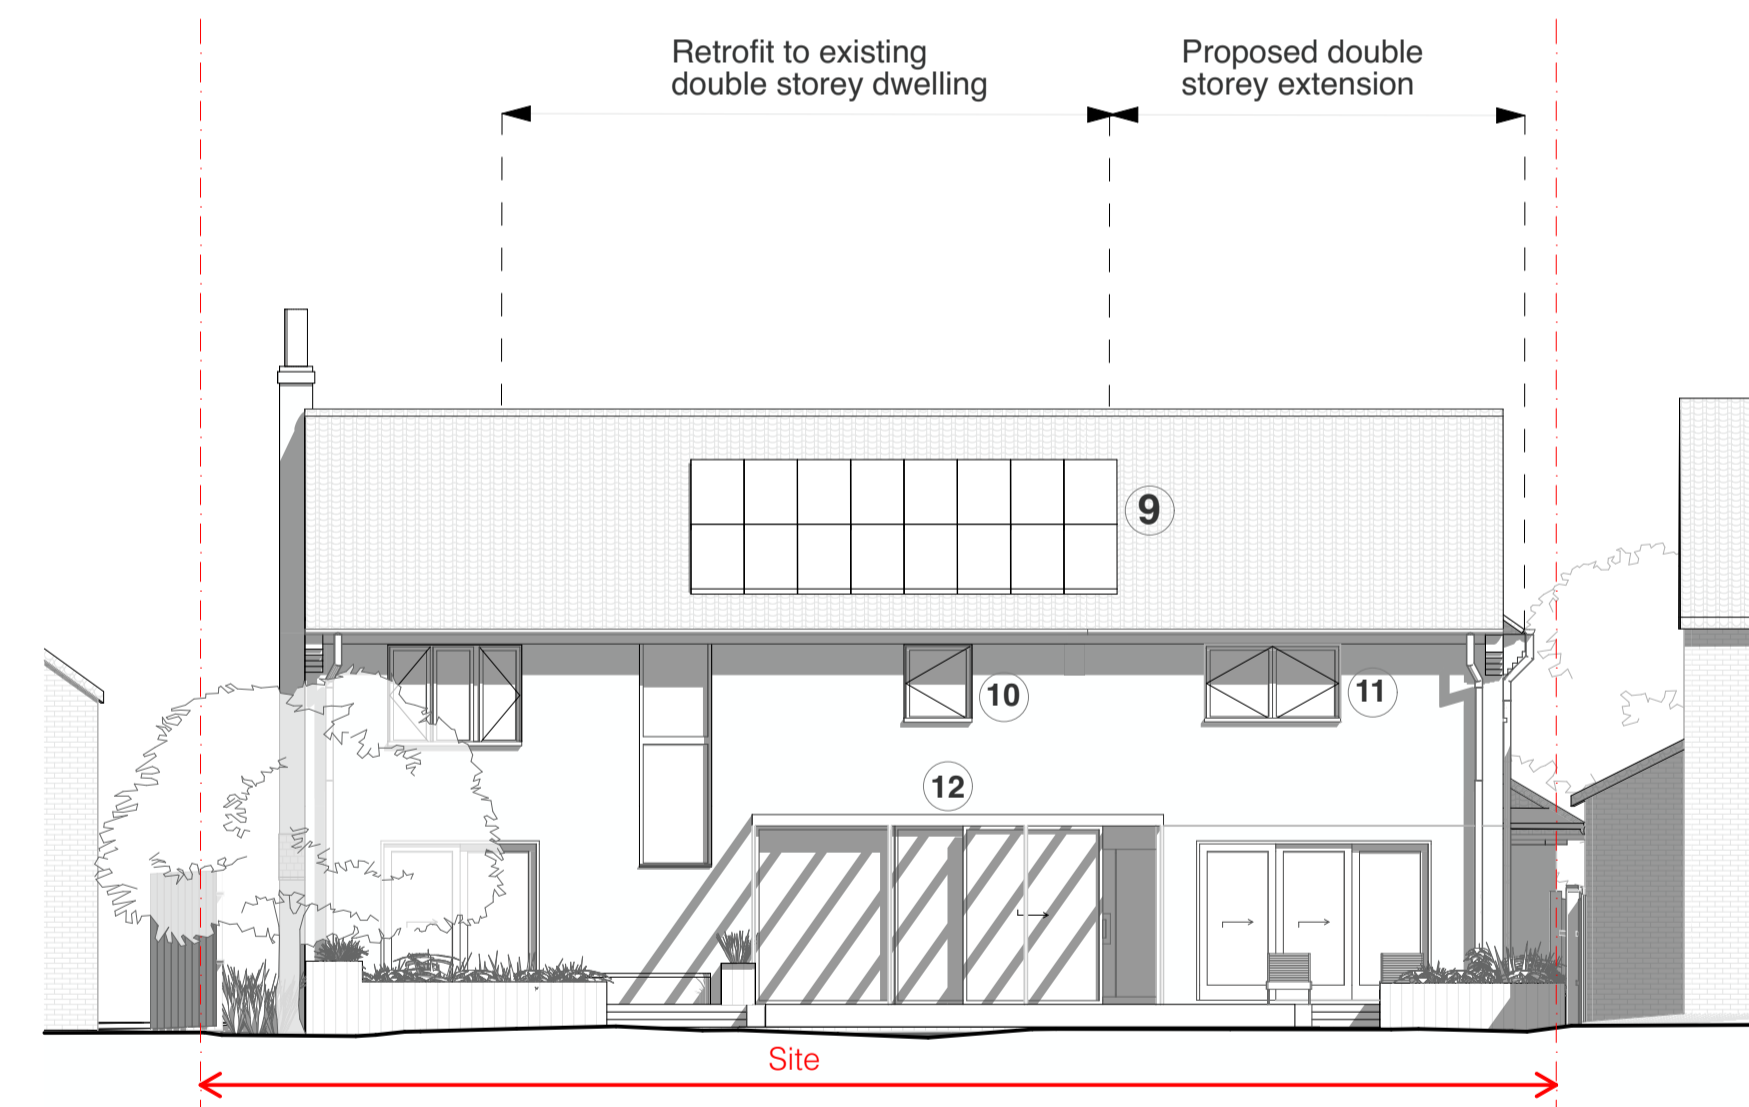 Retrofit to existing
double storey dwelling
Proposed double
storey extension
9
10
11
12
Site